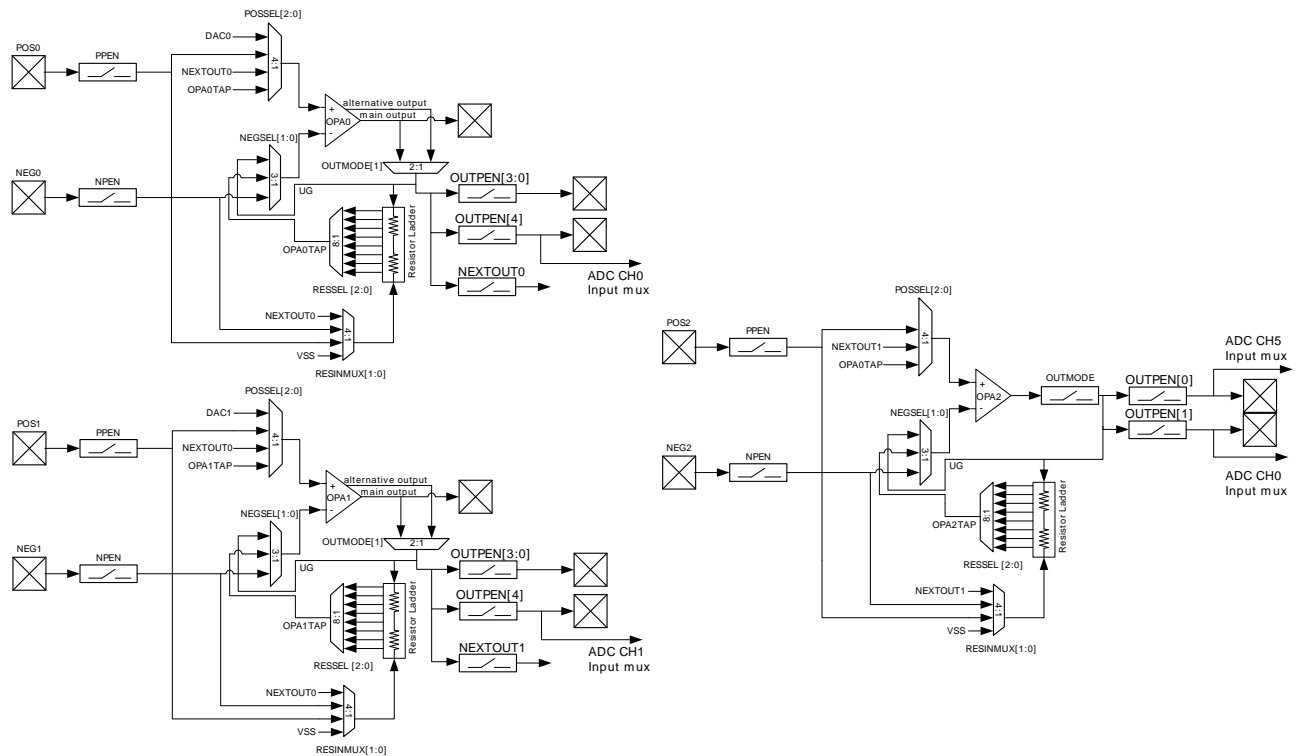 POSSEL[2:0]
DAC0
POS0
PPEN
4:1
NEXTOUT0
OPA0TAP
+
OPA0
-
alternative output
main output
NEGSEL[1:0]
OUTMODE[1]
2:1
NEG0
NPEN
3:1
UG
OUTPEN[3:0]
OUTPEN[4]
OPA0TAP
8:1
Resistor Ladder
ADC CH0
Input mux
NEXTOUT0
RESSEL [2:0]
NEXTOUT0
4:1
VSS
RESINMUX[1:0]
POSSEL[2:0]
DAC1
POS1
PPEN
4:1
NEXTOUT0
OPA1TAP
+
OPA1
-
alternative output
main output
NEGSEL[1:0]
OUTMODE[1]
2:1
NEG1
NPEN
3:1
UG
OUTPEN[3:0]
OUTPEN[4]
OPA1TAP
8:1
Resistor Ladder
ADC CH1
Input mux
NEXTOUT1
RESSEL [2:0]
NEXTOUT0
4:1
VSS
RESINMUX[1:0]
POSSEL[2:0]
POS2
PPEN
4:1
NEXTOUT1
OPA0TAP
+
OPA2
-
OUTMODE
OUTPEN[0]
ADC CH5
Input mux
OUTPEN[1]
ADC CH0
Input mux
NEGSEL[1:0]
NEG2
NPEN
3:1
UG
OPA2TAP
8:1
Resistor Ladder
RESSEL [2:0]
NEXTOUT1
4:1
VSS
RESINMUX[1:0]